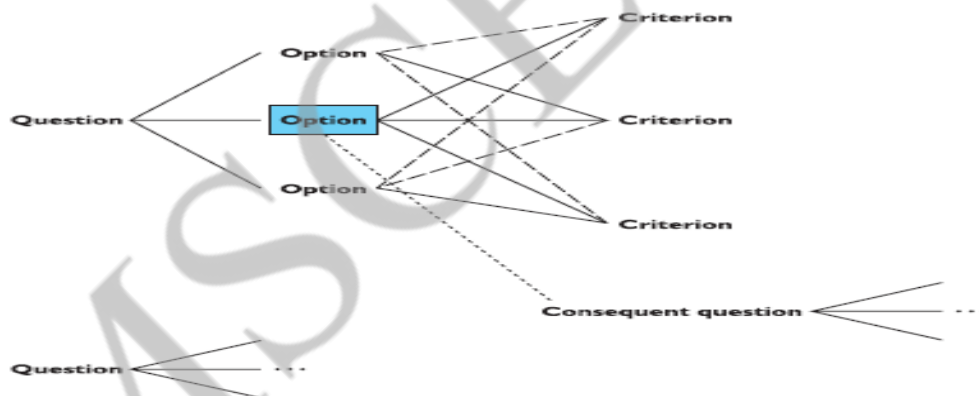 Criterion
Option
Question Option Criterion
Option
Criterion
Consequent question ..
Question ...